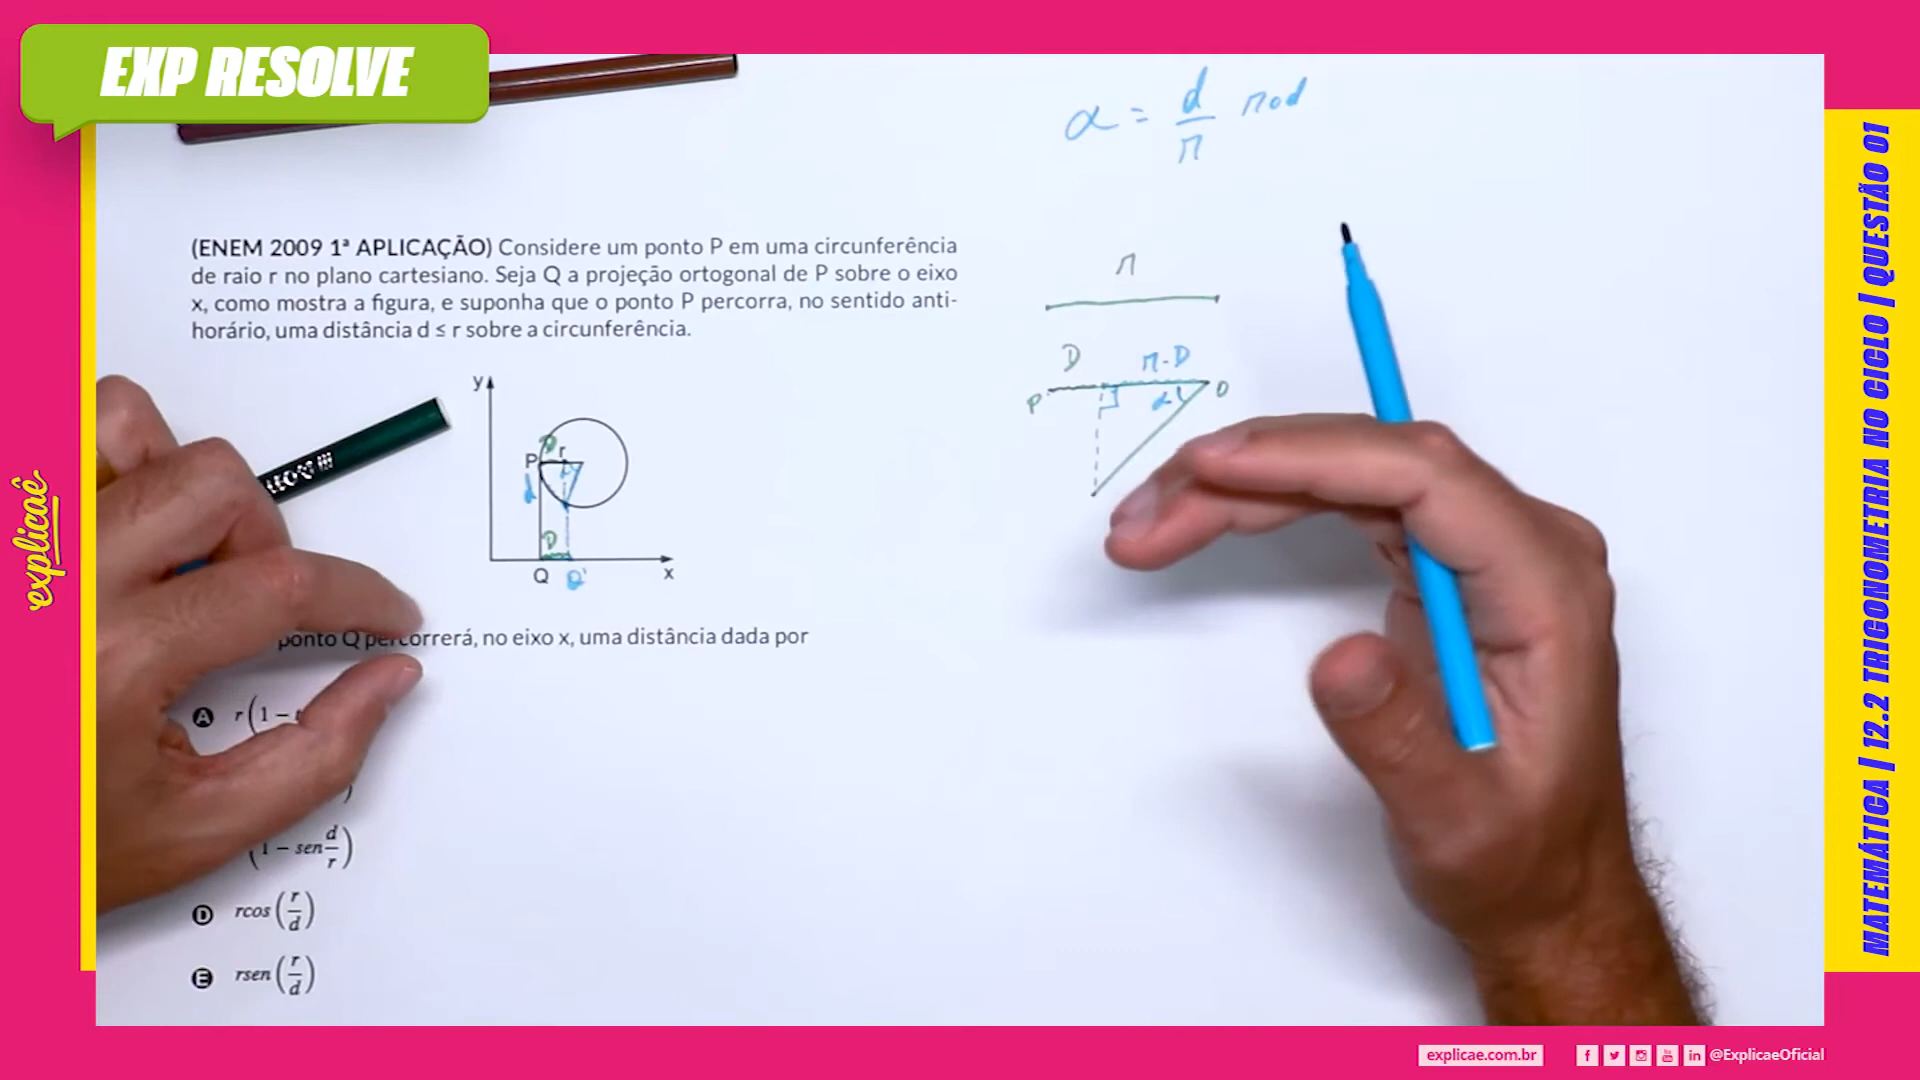 EXP RESOLVE
α = d/r rad
(ENEM 2009 1ª APLICAÇÃO) Considere um ponto P em uma circunferência
de raio r no plano cartesiano. Seja Q a projeção ortogonal de P sobre o eixo
x, como mostra a figura, e suponha que o ponto P percorra, no sentido anti-
horário, uma distância d ≤ r sobre a circunferência.
r
D r-D
P α O
y
D
P r
d
D
Q Q' x
ponto Q percorrerá, no eixo x, uma distância dada por
A r(1 -
)
(1 - sen d/r)
D rcos (r/d)
E rsen (r/d)
explicaê
MATEMÁTICA | 12.2 TRIGONOMETRIA NO CICLO | QUESTÃO 01
explicae.com.br
@ExplicaeOficial